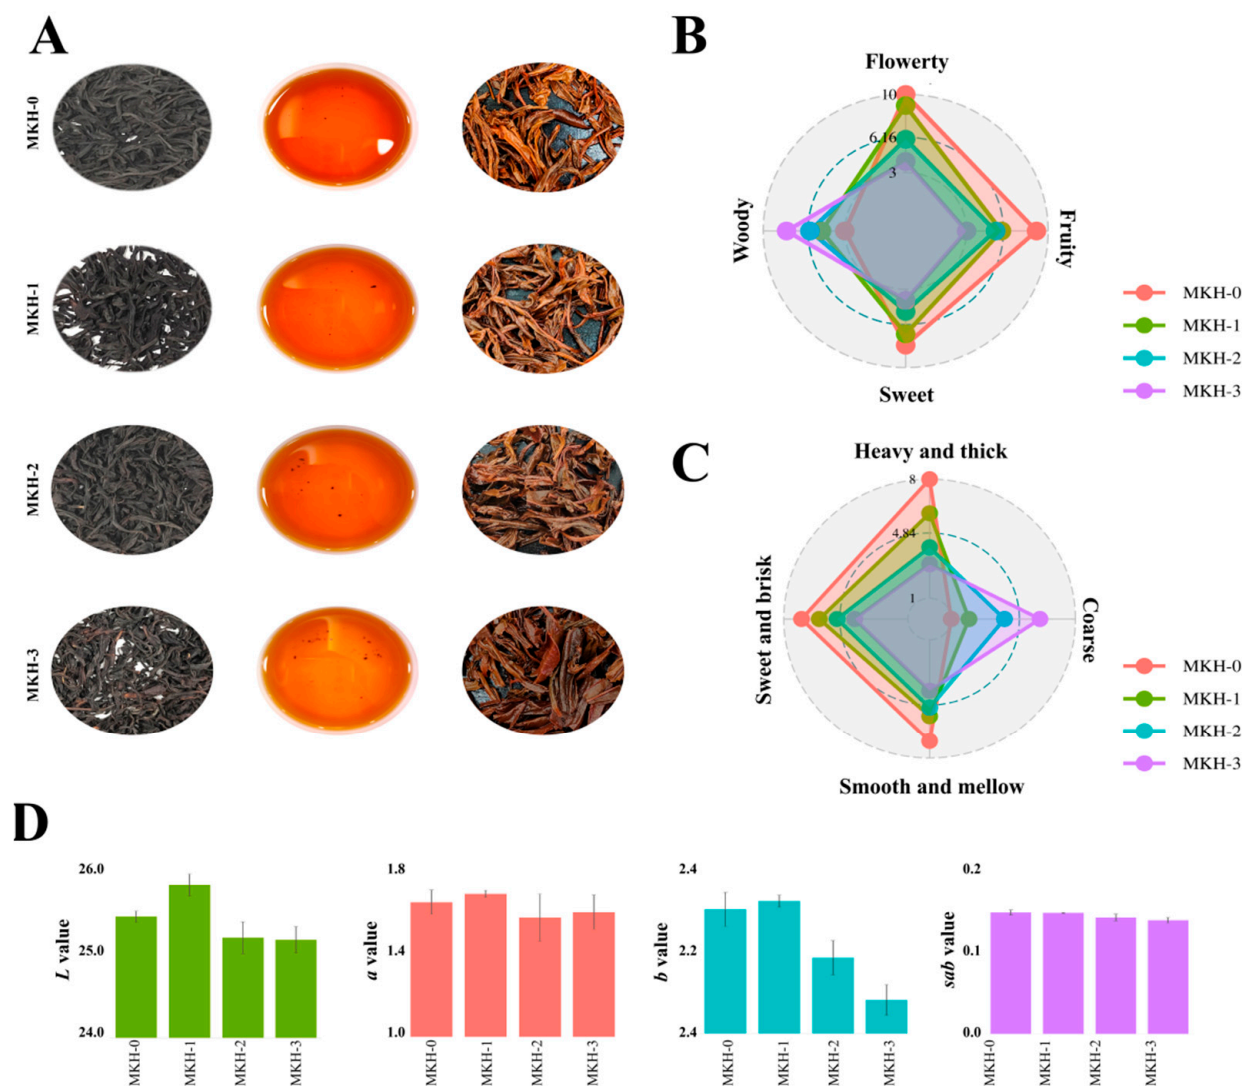 A
MKH-0
MKH-1
MKH-2
MKH-3
B
Flowerty
10
6.16
3
Woody
Fruity
Sweet
MKH-0
MKH-1
MKH-2
MKH-3
C
Heavy and thick
8
4.84
1
Sweet and brisk
Coarse
Smooth and mellow
MKH-0
MKH-1
MKH-2
MKH-3
D
L value
26.0
25.0
24.0
MKH-0
MKH-1
MKH-2
MKH-3
a value
1.8
1.4
1.0
MKH-0
MKH-1
MKH-2
MKH-3
b value
2.4
2.2
2.4
MKH-0
MKH-1
MKH-2
MKH-3
sab value
0.2
0.1
0.0
MKH-0
MKH-1
MKH-2
MKH-3